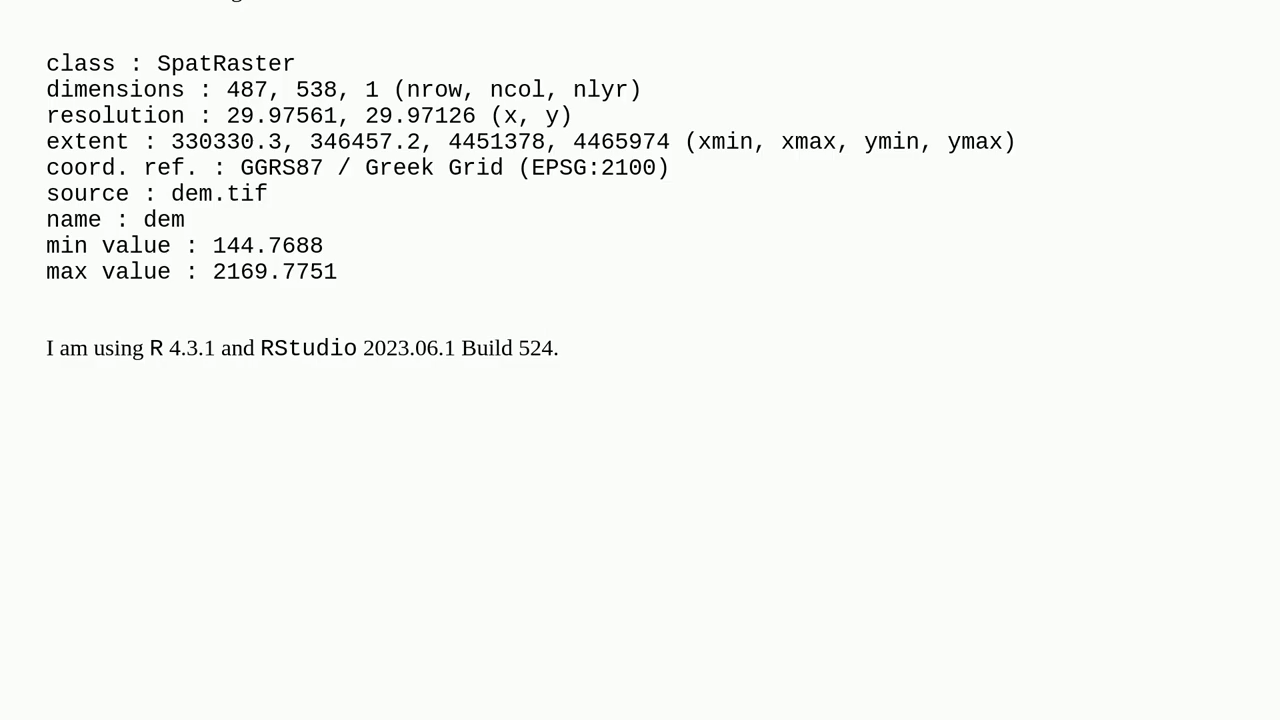 class : SpatRaster
dimensions : 487, 538, 1 (nrow, ncol, nlyr)
resolution : 29.97561, 29.97126 (x, y)
extent : 330330.3, 346457.2, 4451378, 4465974 (xmin, xmax, ymin, ymax)
coord. ref. : GGRS87 / Greek Grid (EPSG:2100)
source : dem.tif
name : dem
min value : 144.7688
max value : 2169.7751
I am using R 4.3.1 and RStudio 2023.06.1 Build 524.